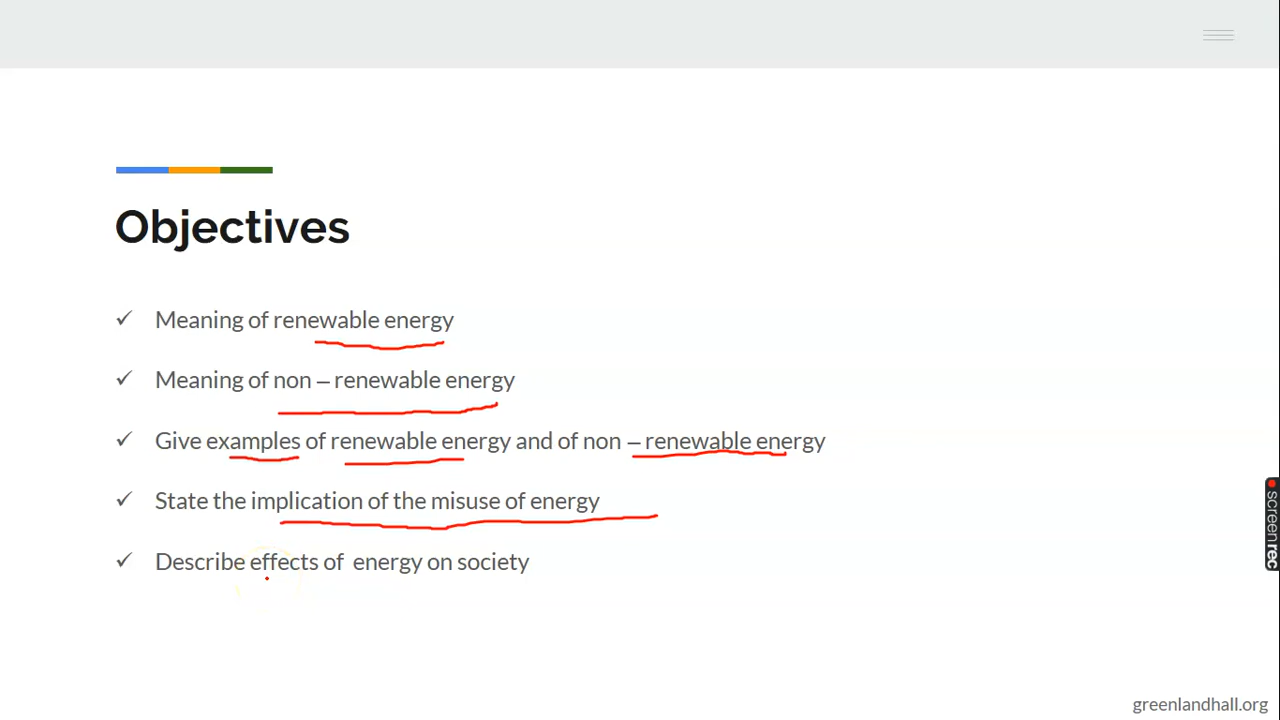 Objectives
✓ Meaning of renewable energy
✓ Meaning of non – renewable energy
✓ Give examples of renewable energy and of non – renewable energy
✓ State the implication of the misuse of energy
✓ Describe effects of  energy on society
screenrec
greenlandhall.org